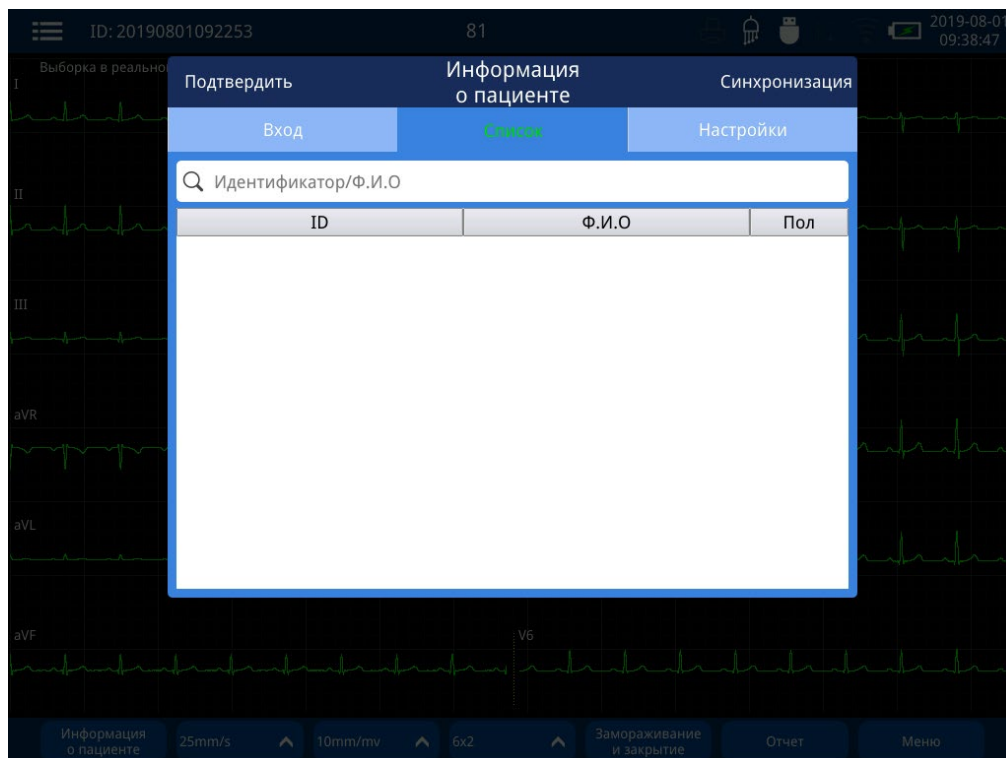 ID: 20190801092253
81
2019-08-01
09:38:47
Выборка в реально
I
Подтвердить
Информация
о пациенте
Синхронизация
Вход
Список
Настройки
Идентификатор/Ф.И.О
II
ID
Ф.И.О
Пол
III
aVR
aVL
aVF
V6
Информация
о пациенте
25mm/s
10mm/mv
6x2
Замораживание
и закрытие
Отчет
Меню